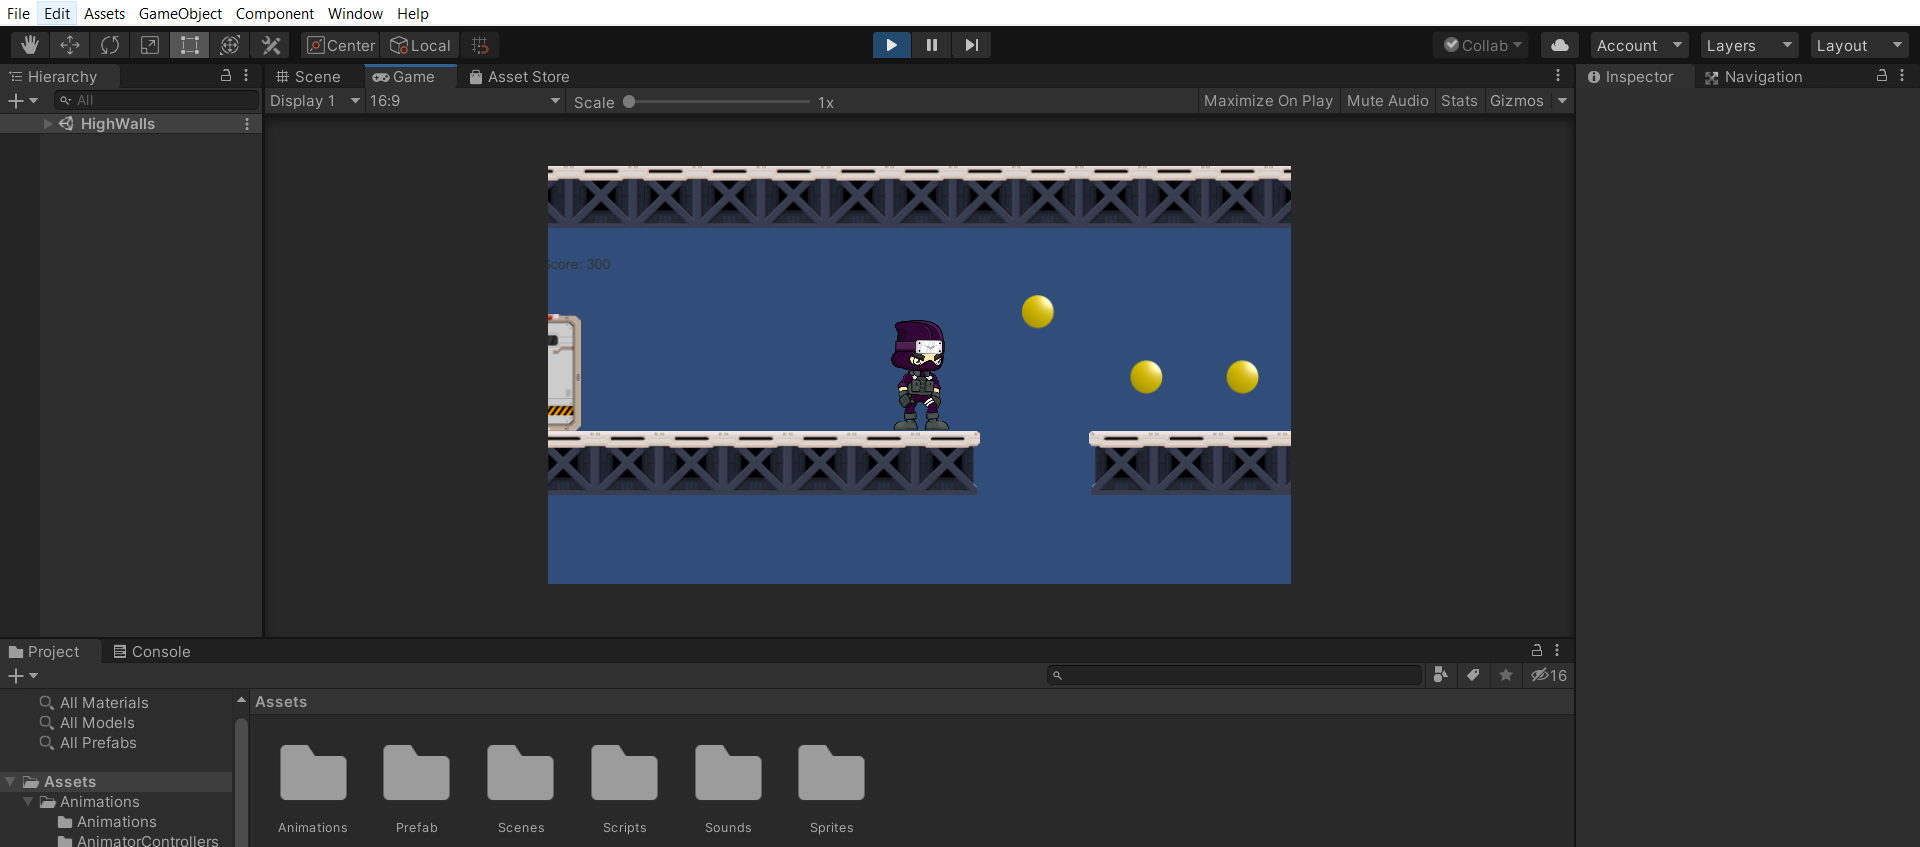 File Edit Assets GameObject Component Window Help
Center Local Collab Account Layers Layout
Hierarchy Scene Game Asset Store Inspector Navigation
All Display 1 16:9 Scale 1x Maximize On Play Mute Audio Stats Gizmos
HighWalls
Score: 300
Project Console
16
All Materials
All Models
All Prefabs
Assets
Assets
Animations
Animations
AnimatorControllers
Animations Prefab Scenes Scripts Sounds Sprites